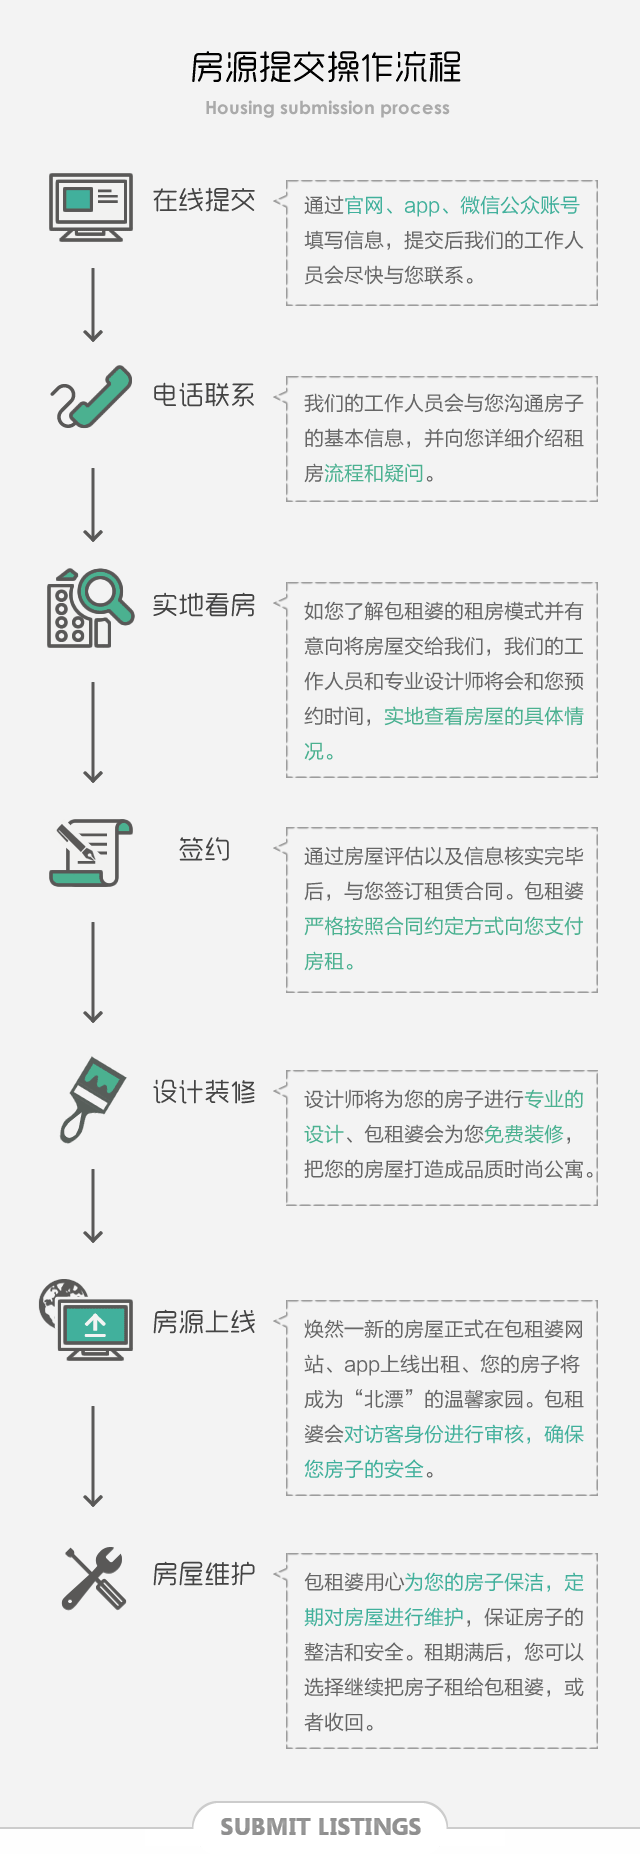 房源提交操作流程
Housing submission process
在线提交
通过官网、app、微信公众账号
填写信息，提交后我们的工作人
员会尽快与您联系。
电话联系
我们的工作人员会与您沟通房子
的基本信息，并向您详细介绍租
房流程和疑问。
实地看房
如您了解包租婆的租房模式并有
意向将房屋交给我们，我们的工
作人员和专业设计师将会和您预
约时间，实地查看房屋的具体情
况。
签约
通过房屋评估以及信息核实完毕
后，与您签订租赁合同。包租婆
严格按照合同约定方式向您支付
房租。
设计装修
设计师将为您的房子进行专业的
设计、包租婆会为您免费装修，
把您的房屋打造成品质时尚公寓。
房源上线
焕然一新的房屋正式在包租婆网
站、app上线出租、您的房子将
成为“北漂”的温馨家园。包租
婆会对访客身份进行审核，确保
您房子的安全。
房屋维护
包租婆用心为您的房子保洁，定
期对房屋进行维护，保证房子的
整洁和安全。租期满后，您可以
选择继续把房子租给包租婆，或
者收回。
SUBMIT LISTINGS